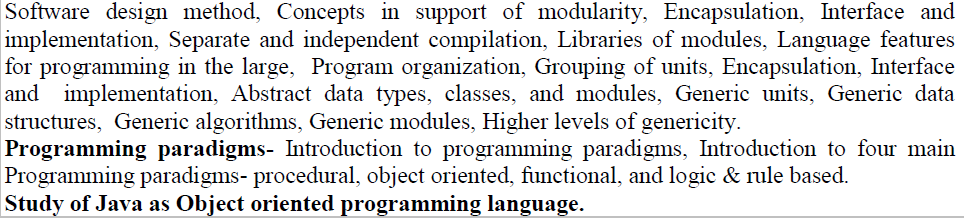 Software design method, Concepts in support of modularity, Encapsulation, Interface and
implementation, Separate and independent compilation, Libraries of modules, Language features
for programming in the large, Program organization, Grouping of units, Encapsulation, Interface
and implementation, Abstract data types, classes, and modules, Generic units, Generic data
structures, Generic algorithms, Generic modules, Higher levels of genericity.
Programming paradigms- Introduction to programming paradigms, Introduction to four main
Programming paradigms- procedural, object oriented, functional, and logic & rule based.
Study of Java as Object oriented programming language.